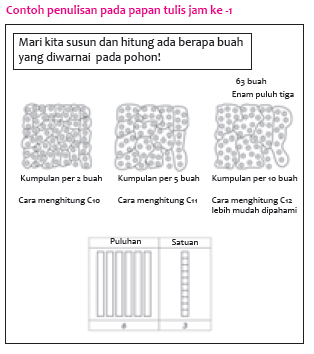 Contoh penulisan pada papan tulis jam ke -1
Mari kita susun dan hitung ada berapa buah
yang diwarnai pada pohon!
63 buah
Enam puluh tiga
Kumpulan per 2 buah
Kumpulan per 5 buah
Kumpulan per 10 buah
Cara menghitung C10
Cara menghitung C11
Cara menghitung C12
lebih mudah dipahami
Puluhan
Satuan
6
3